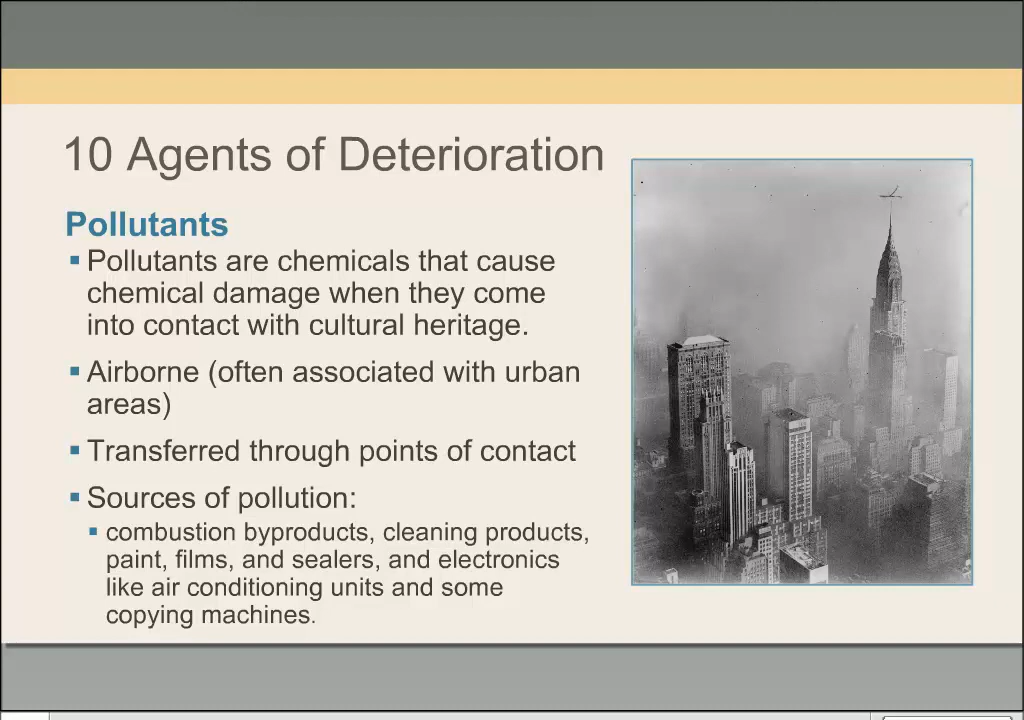 10 Agents of Deterioration
Pollutants
▪ Pollutants are chemicals that cause
chemical damage when they come
into contact with cultural heritage.
▪ Airborne (often associated with urban
areas)
▪ Transferred through points of contact
▪ Sources of pollution:
▪ combustion byproducts, cleaning products,
paint, films, and sealers, and electronics
like air conditioning units and some
copying machines.